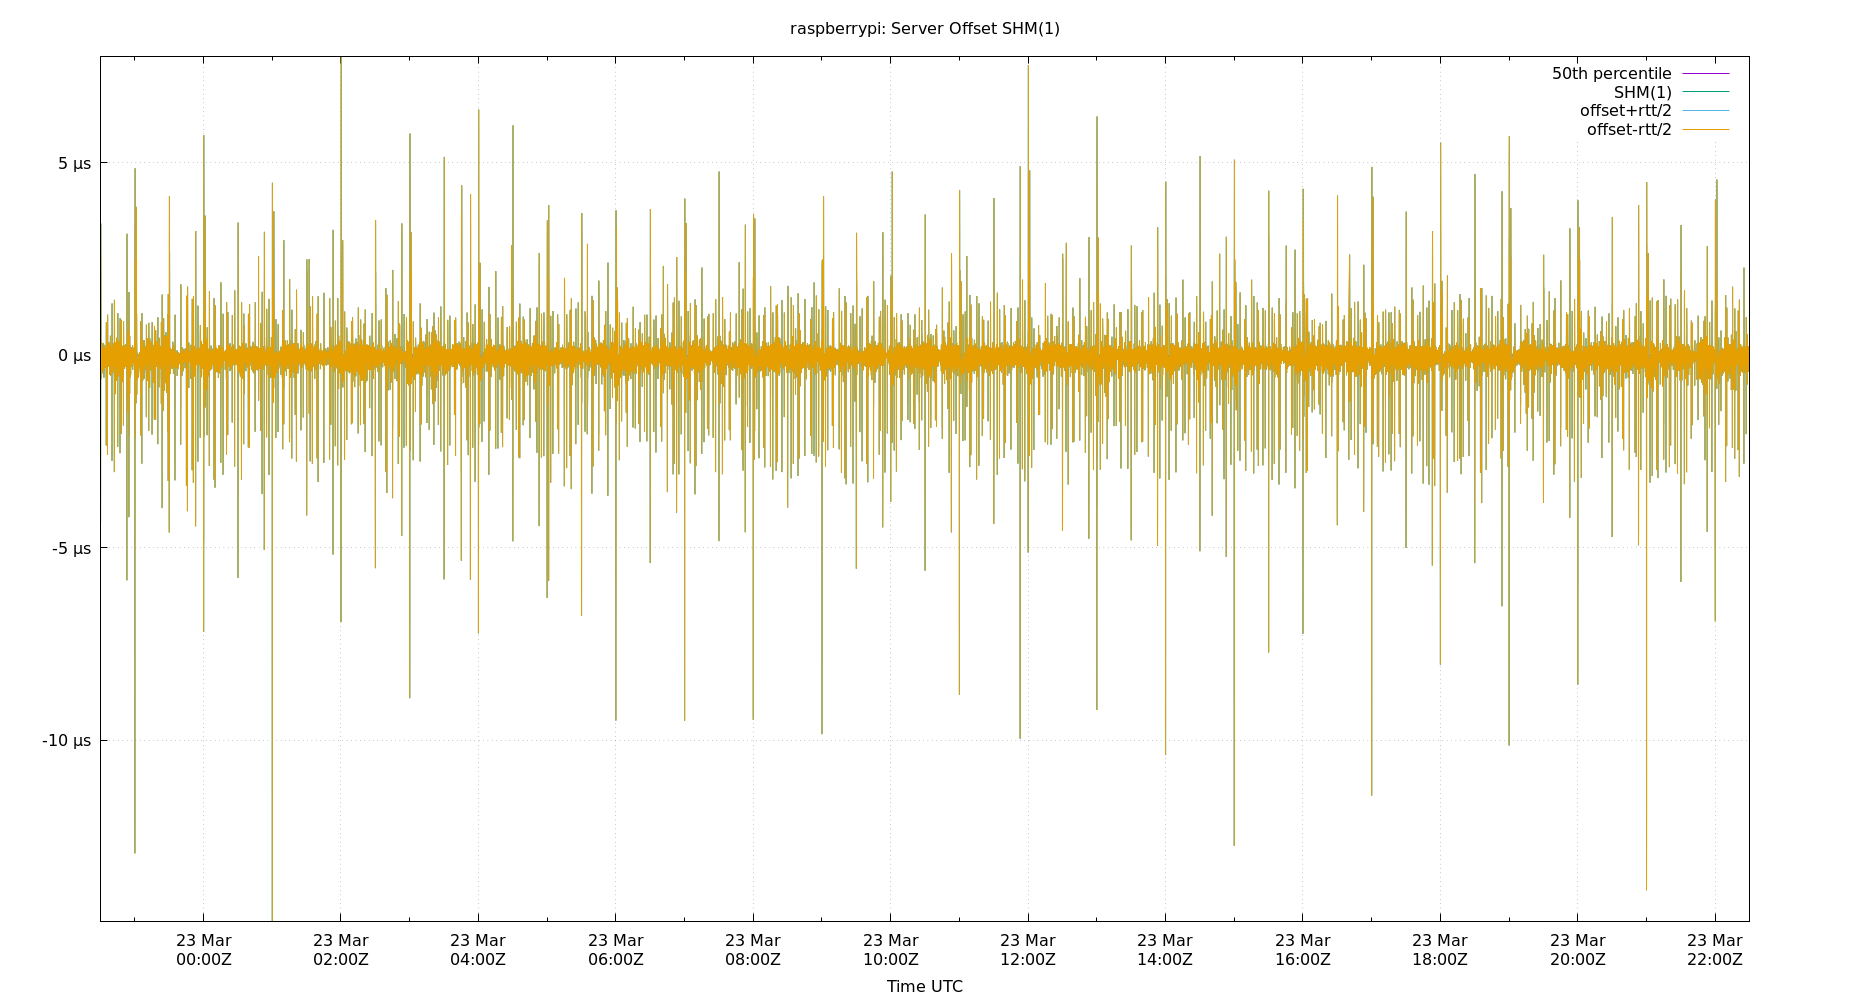 raspberrypi: Server Offset SHM(1)
50th percentile
SHM(1)
offset+rtt/2
offset-rtt/2
5 µs
0 µs
-5 µs
-10 µs
23 Mar 23 Mar 23 Mar 23 Mar 23 Mar 23 Mar 23 Mar 23 Mar 23 Mar 23 Mar 23 Mar 23 Mar
00:00Z 02:00Z 04:00Z 06:00Z 08:00Z 10:00Z 12:00Z 14:00Z 16:00Z 18:00Z 20:00Z 22:00Z
Time UTC